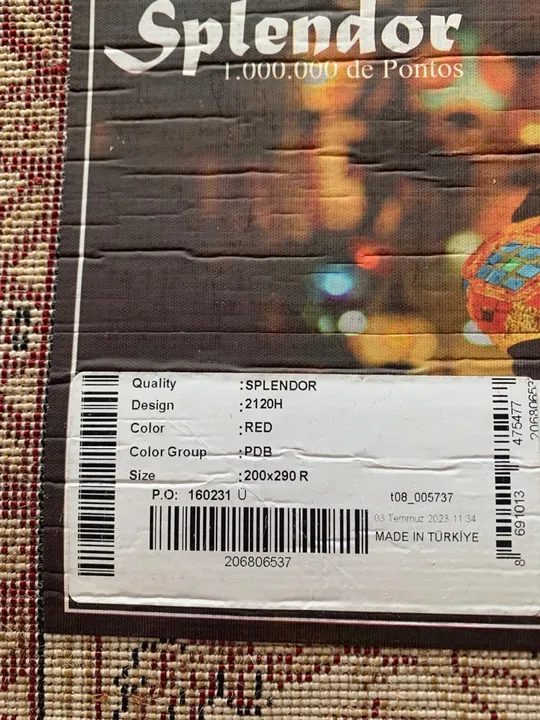 Splendor
1.000.000 de Pontos
Quality :SPLENDOR
Design :2120H
Color :RED
Color Group :PDB
Size :200x290 R
P.O: 160231 Ü
t08_005737
03 Temmuz 2023 11:34
MADE IN TÜRKİYE
206806537
8 691013 475477
206806537